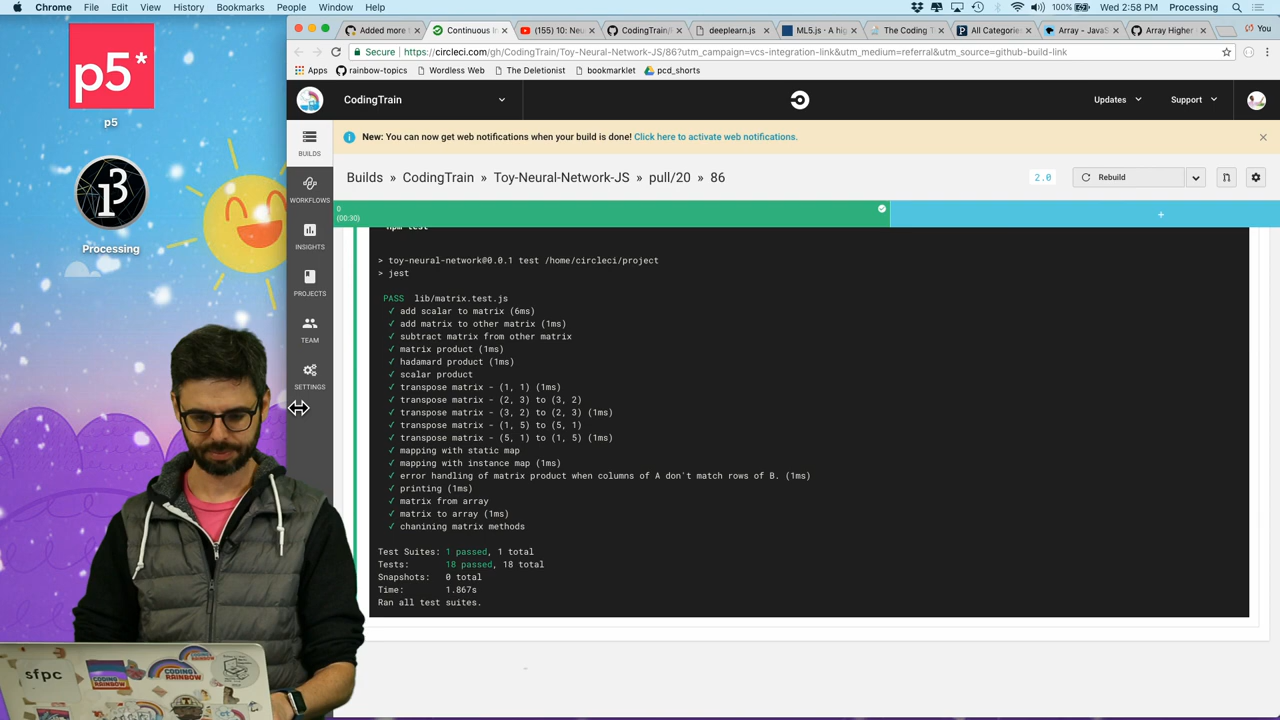 Chrome File Edit View History Bookmarks People Window Help 100% Wed 2:58 PM Processing
Added more t Continuous In (155) 10: Neu CodingTrain/ deeplearn.js ML5.js - A hig The Coding T All Categories Array - JavaS Array Higher You
Secure https://circleci.com/gh/CodingTrain/Toy-Neural-Network-JS/86?utm_campaign=vcs-integration-link&utm_medium=referral&utm_source=github-build-link
Apps rainbow-topics Wordless Web The Deletionist bookmarklet pcd_shorts
p5*
p5
Processing
CodingTrain Updates Support
BUILDS
WORKFLOWS
INSIGHTS
PROJECTS
TEAM
SETTINGS
New: You can now get web notifications when your build is done! Click here to activate web notifications.
Builds » CodingTrain » Toy-Neural-Network-JS » pull/20 » 86 2.0 Rebuild
0
(00:30)
npm test
> toy-neural-network@0.0.1 test /home/circleci/project
> jest
PASS lib/matrix.test.js
✓ add scalar to matrix (6ms)
✓ add matrix to other matrix (1ms)
✓ subtract matrix from other matrix
✓ matrix product (1ms)
✓ hadamard product (1ms)
✓ scalar product
✓ transpose matrix - (1, 1) (1ms)
✓ transpose matrix - (2, 3) to (3, 2)
✓ transpose matrix - (3, 2) to (2, 3) (1ms)
✓ transpose matrix - (1, 5) to (5, 1)
✓ transpose matrix - (5, 1) to (1, 5) (1ms)
✓ mapping with static map
✓ mapping with instance map (1ms)
✓ error handling of matrix product when columns of A don't match rows of B. (1ms)
✓ printing (1ms)
✓ matrix from array
✓ matrix to array (1ms)
✓ chanining matrix methods
Test Suites: 1 passed, 1 total
Tests: 18 passed, 18 total
Snapshots: 0 total
Time: 1.867s
Ran all test suites.
sfpc
CODING
RAINBOW
CODING
RAINBOW